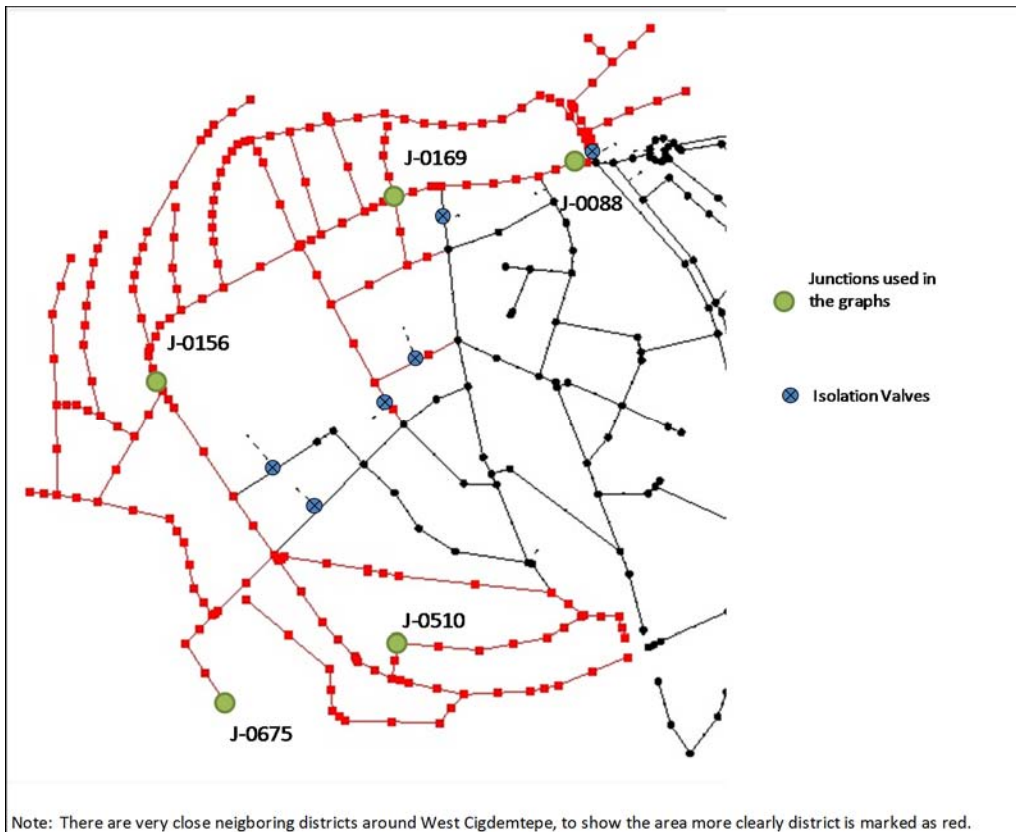 J-0169
J-0088
Junctions used in
the graphs
J-0156
Isolation Valves
J-0510
J-0675
Note:  There are very close neigboring districts around West Cigdemtepe, to show the area more clearly district is marked as red.